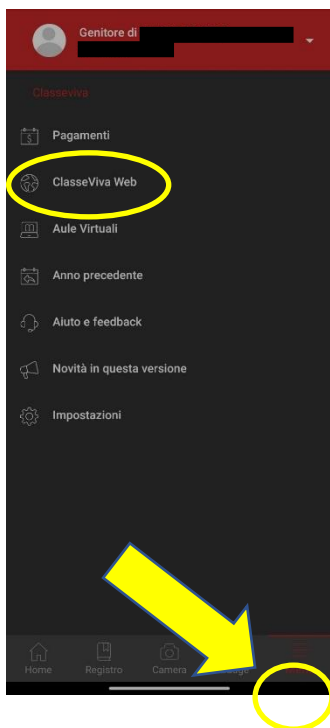 Genitore di
Classeviva
Pagamenti
ClasseViva Web
Aule Virtuali
Anno precedente
Aiuto e feedback
Novità in questa versione
Impostazioni
Home Registro Camera